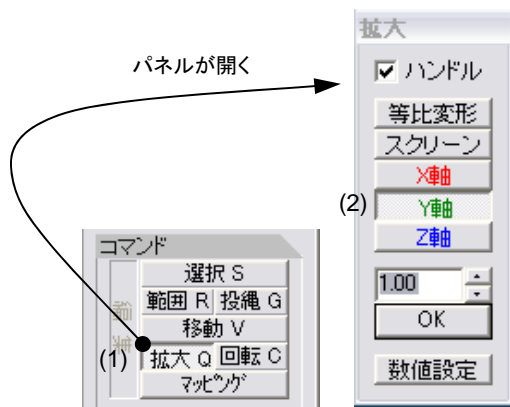 拡大
パネルが開く
ハンドル
等比変形
スクリーン
X軸
(2)
Y軸
Z軸
1.00
OK
数値設定
コマンド
編集
選択 S
範囲 R 投縄 G
移動 V
(1)
拡大 Q 回転 C
マッピング